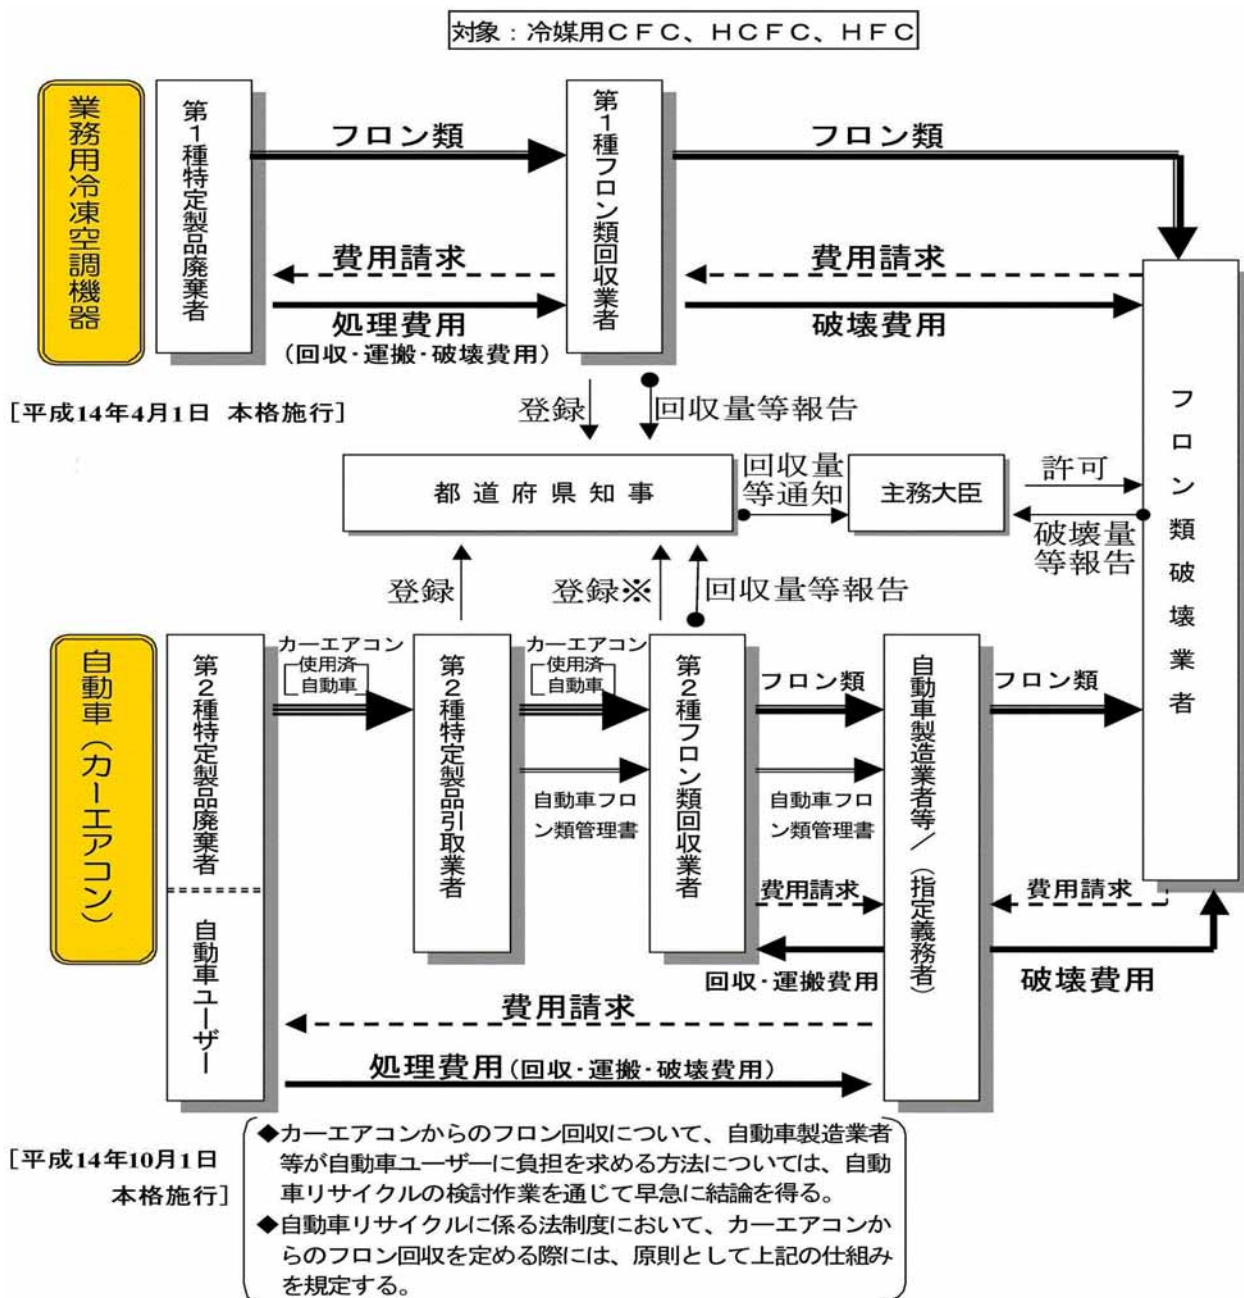 対象：冷媒用ＣＦＣ、ＨＣＦＣ、ＨＦＣ
業務用冷凍空調機器
第１種特定製品廃棄者
フロン類
第１種フロン類回収業者
フロン類
費用請求
処理費用
(回収･運搬･破壊費用)
費用請求
破壊費用
[平成14年4月1日 本格施行]
登録
回収量等報告
都道府県知事
回収量
等通知
主務大臣
許可
破壊量
等報告
フロン類破壊業者
登録
登録※
回収量等報告
自動車（カーエアコン）
第２種特定製品廃棄者
自動車ユーザー
カーエアコン
使用済
自動車
第２種特定製品引取業者
カーエアコン
使用済
自動車
自動車フロ
ン類管理書
第２種フロン類回収業者
フロン類
自動車フロ
ン類管理書
自動車製造業者等／（指定義務者）
フロン類
費用請求
回収･運搬費用
費用請求
破壊費用
費用請求
処理費用(回収･運搬･破壊費用)
[平成14年10月1日
本格施行]
◆カーエアコンからのフロン回収について、自動車製造業者
等が自動車ユーザーに負担を求める方法については、自動
車リサイクルの検討作業を通じて早急に結論を得る。
◆自動車リサイクルに係る法制度において、カーエアコンか
らのフロン回収を定める際には、原則として上記の仕組み
を規定する。